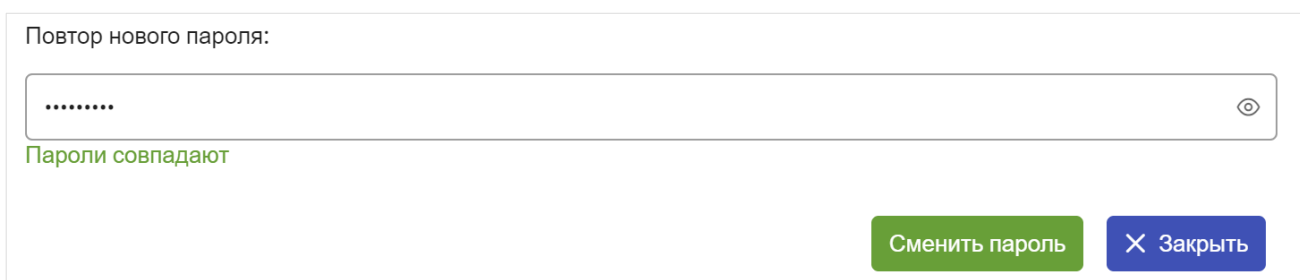 Повтор нового пароля:
•••••••••
Пароли совпадают
Сменить пароль
Закрыть